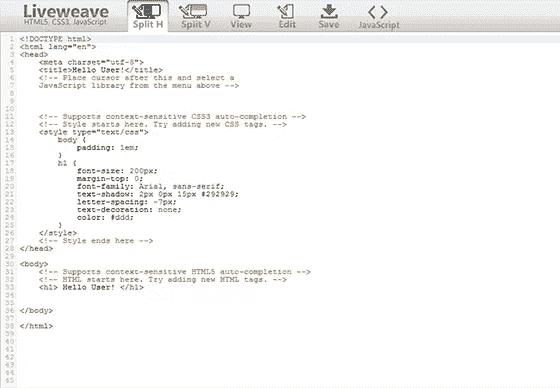 Liveweave
HTML5, CSS3, JavaScript
Split H
Split V
View
Edit
Save
JavaScript
1 <!DOCTYPE html>
2 <html lang="en">
3 <head>
4 <meta charset="utf-8">
5 <title>Hello User!</title>
6 <!-- Place cursor after this and select a
7 JavaScript library from the menu above -->
8
9
10
11 <!-- Supports context-sensitive CSS3 auto-completion -->
12 <!-- Style starts here. Try adding new CSS tags. -->
13 <style type="text/css">
14 body {
15 padding: 1em;
16 }
17 h1 {
18 font-size: 200px;
19 margin-top: 0;
20 font-family: Arial, sans-serif;
21 text-shadow: 2px 0px 15px #292929;
22 letter-spacing: -7px;
23 text-decoration: none;
24 color: #ddd;
25 }
26 </style>
27 <!-- Style ends here -->
28 </head>
29
30 <body>
31 <!-- Supports context-sensitive HTML5 auto-completion -->
32 <!-- HTML starts here. Try adding new HTML tags. -->
33 <h1> Hello User! </h1>
34
35
36 </body>
37
38 </html>
39
40
41
42
43
44
45